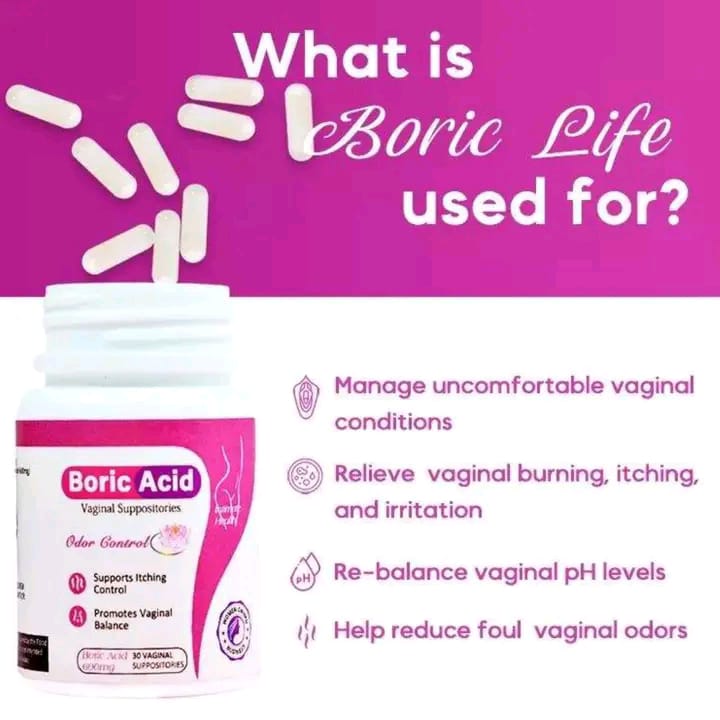 What is
Boric Life
used for?
Manage uncomfortable vaginal
conditions
Relieve vaginal burning, itching,
and irritation
pH
Re-balance vaginal pH levels
Help reduce foul vaginal odors
Boric Acid
Vaginal Suppositories
Odor Control
Supports Itching
Control
Promotes Vaginal
Balance
Boric Acid
600mg
30 VAGINAL
SUPPOSITORIES